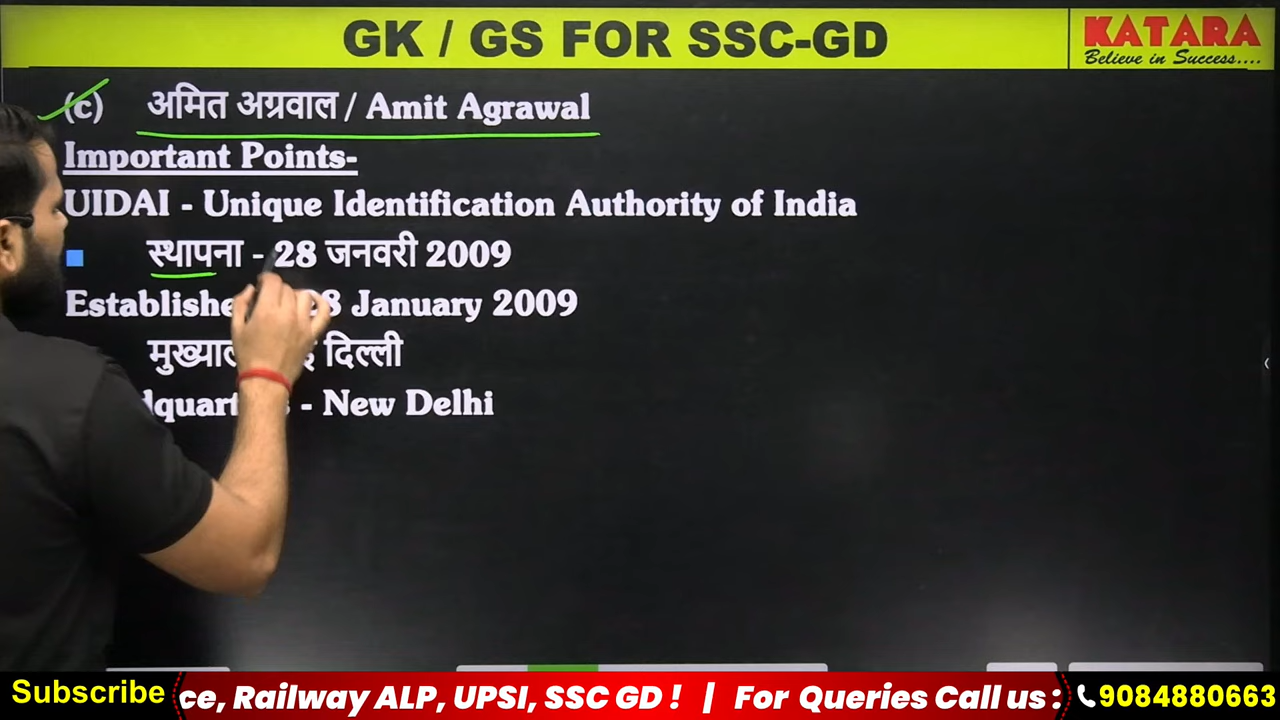 GK / GS FOR SSC-GD
KATARA
Believe in Success....
(c) अमित अग्रवाल / Amit Agrawal
Important Points-
UIDAI - Unique Identification Authority of India
स्थापना - 28 जनवरी 2009
January 2009
दिल्ली
- New Delhi
Subscribe
Railway ALP, UPSI, SSC GD ! | For Queries Call us :
9084880663